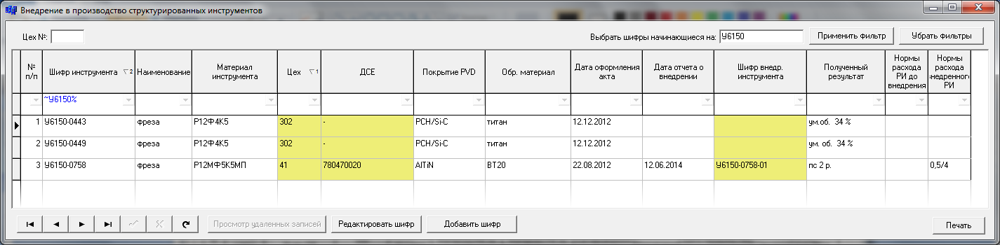 Внедрение в производство структурированных инструментов
Цех №:
Выбрать шифры начинающиеся на: У6150 Применить фильтр Убрать фильтры
№ п/п Шифр инструмента 2 Наименование Материал инструмента Цех 1 ДСЕ Покрытие PVD Обр. материал Дата оформления акта Дата отчета о внедрении Шифр внедр. инструмента Полученный результат Нормы расхода РИ до внедрения Нормы расхода внедренного РИ
~У6150%
1 У6150-0443 фреза Р12Ф4К5 302 - PCH/Si-C титан 12.12.2012 ум.об. 34 %
2 У6150-0449 фреза Р12Ф4К5 302 - PCH/Si-C титан 12.12.2012 ум. об. 34 %
3 У6150-0758 фреза Р12МФ5К5МП 41 780470020 AlTiN ВТ20 22.08.2012 12.06.2014 У6150-0758-01 пс 2 р. 0,5/4
Просмотр удаленных записей Редактировать шифр Добавить шифр Печать